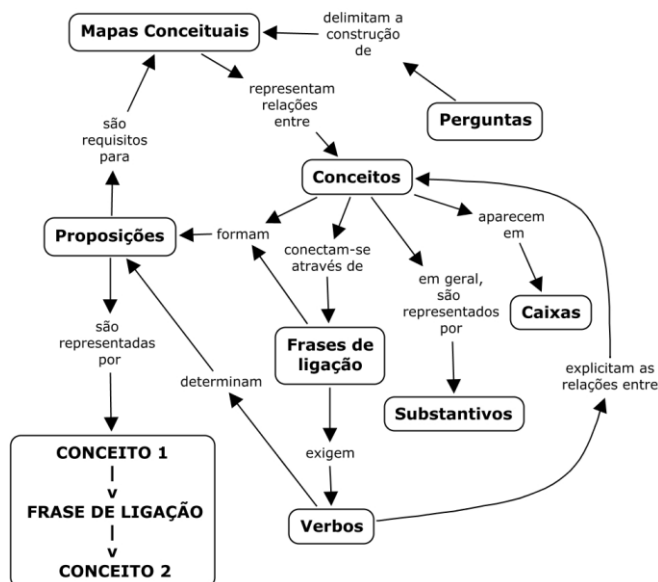 delimitam a
construção
de
Mapas Conceituais
representam
relações
entre
Perguntas
são
requisitos
para
Conceitos
aparecem
em
Proposições
formam
conectam-se
através de
em geral,
são
representados
por
Caixas
são
representadas
por
Frases de
ligação
explicitam as
relações entre
determinam
Substantivos
CONCEITO 1
|
v
FRASE DE LIGAÇÃO
|
v
CONCEITO 2
exigem
Verbos